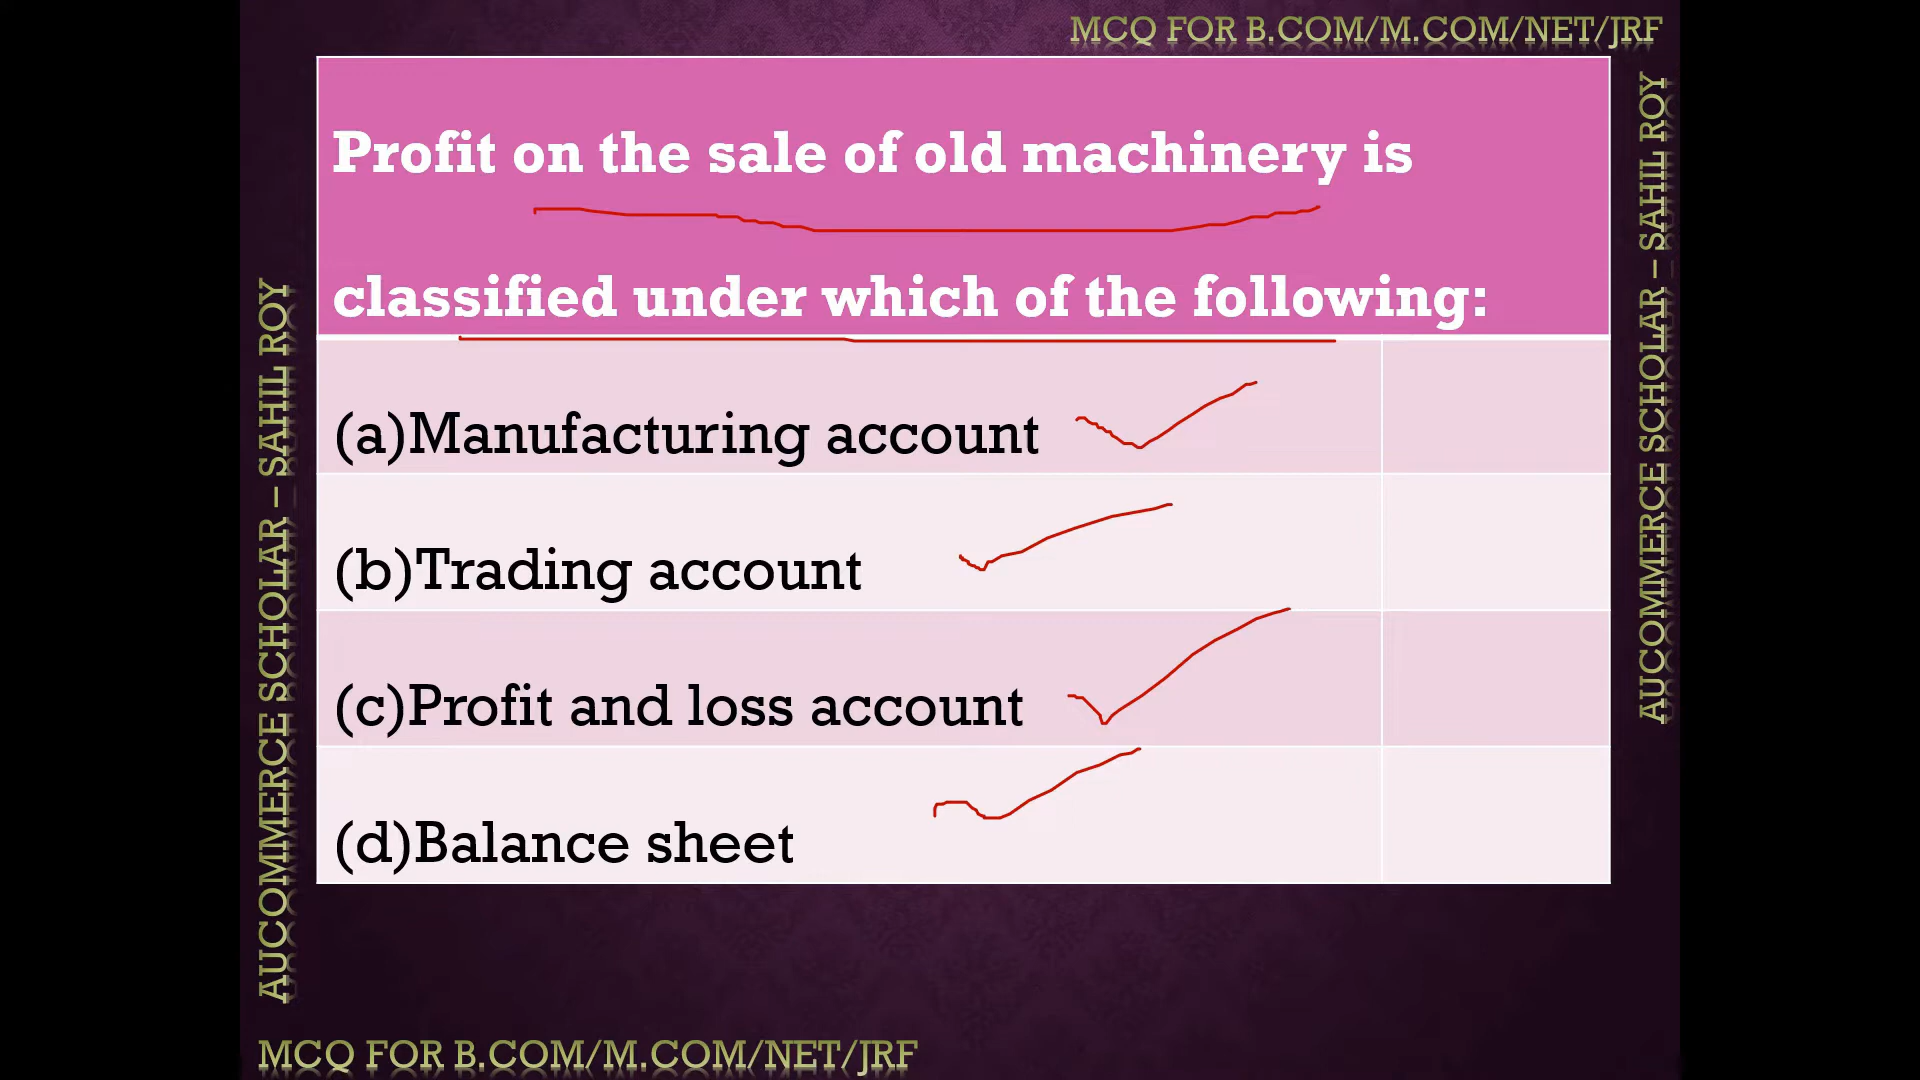 MCQ FOR B.COM/M.COM/NET/JRF
Profit on the sale of old machinery is
classified under which of the following:
(a)Manufacturing account
(b)Trading account
(c)Profit and loss account
(d)Balance sheet
AUCOMMERCE SCHOLAR – SAHIL ROY
AUCOMMERCE SCHOLAR – SAHIL ROY
MCQ FOR B.COM/M.COM/NET/JRF